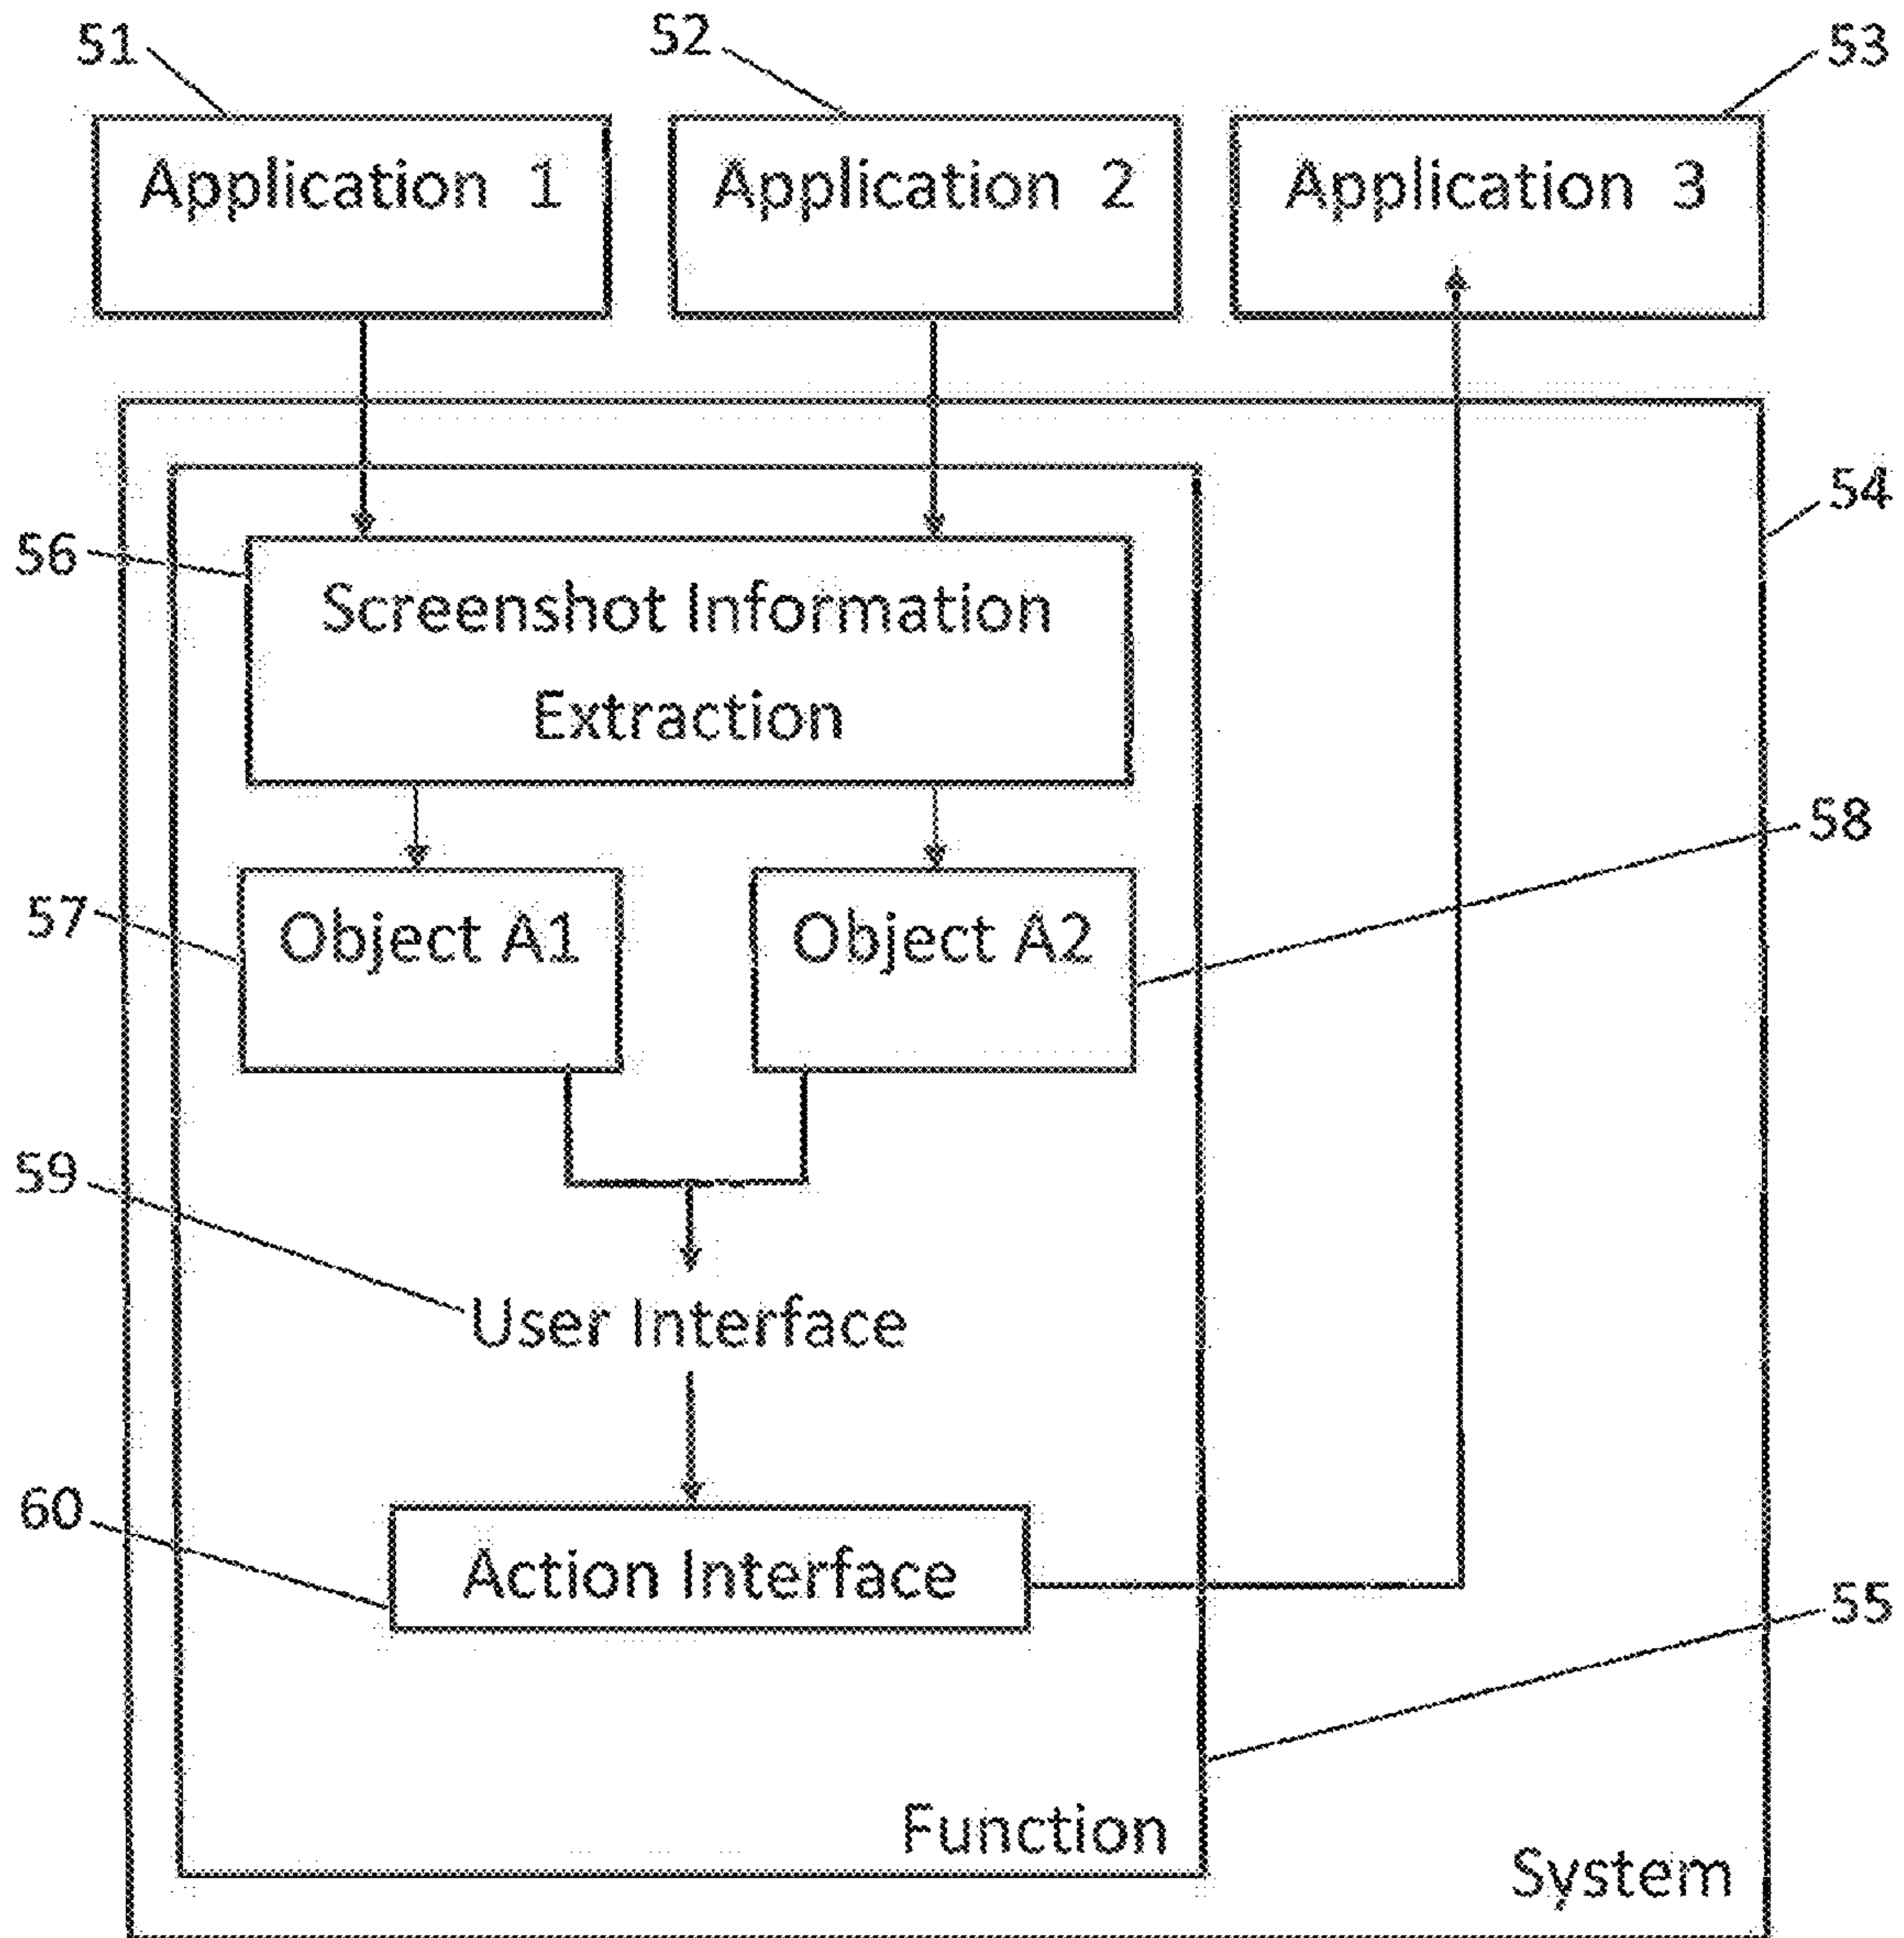 51
52
53
Application 1
Application 2
Application 3
54
56
Screenshot Information
Extraction
58
57
Object A1
Object A2
59
User Interface
60
Action Interface
55
Function
System